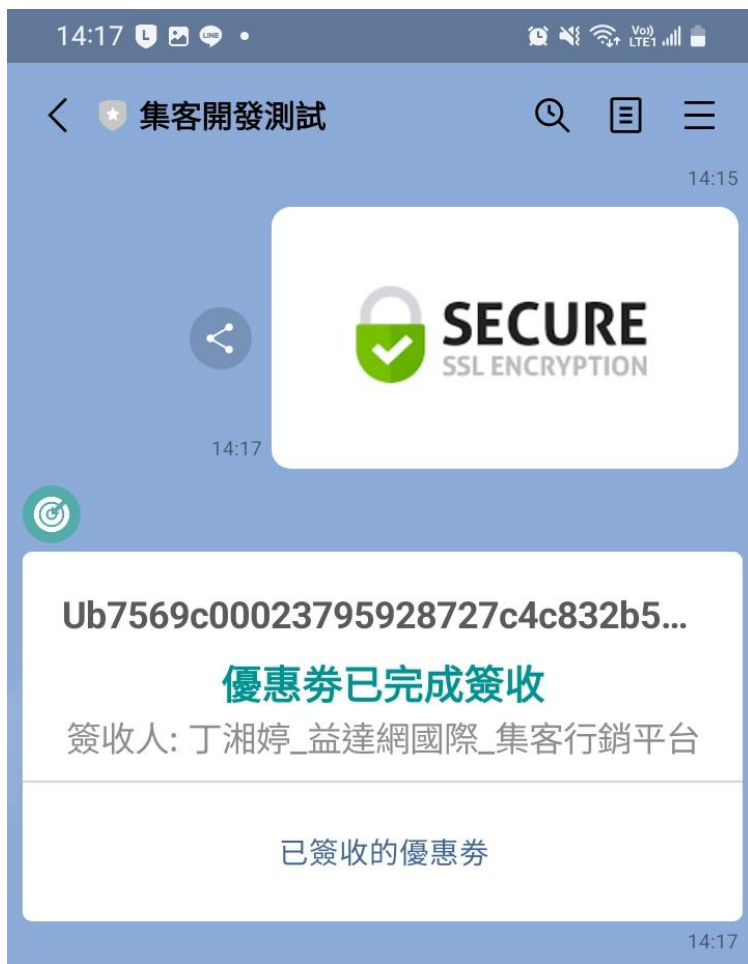 14:17
集客開發測試
14:15
SECURE
SSL ENCRYPTION
14:17
Ub7569c00023795928727c4c832b5...
優惠劵已完成簽收
簽收人: 丁湘婷_益達網國際_集客行銷平台
已簽收的優惠劵
14:17